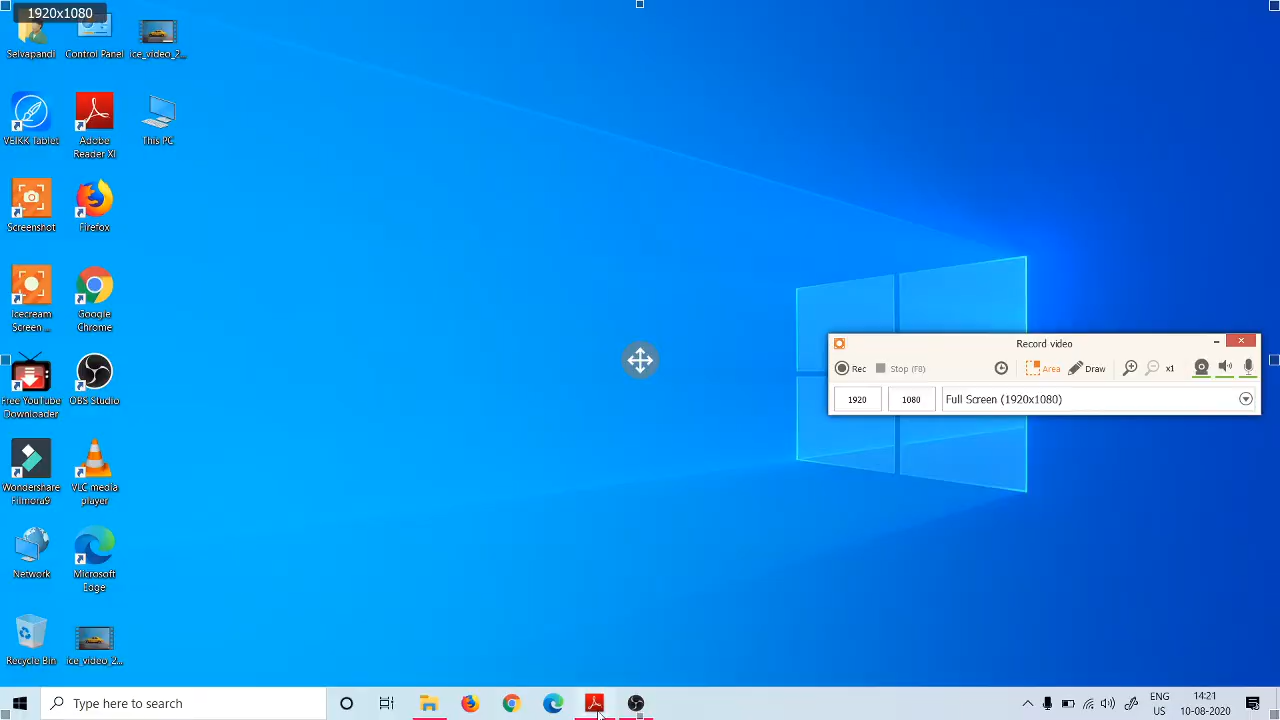 1920x1080
Selvapandi
Control Panel
ice_video_2...
VEIKK Tablet
Adobe
Reader XI
This PC
Screenshot
Firefox
Icecream
Screen ...
Google
Chrome
Free YouTube
Downloader
OBS Studio
Wondershare
Filmora9
VLC media
player
Network
Microsoft
Edge
Recycle Bin
ice_video_2...
Record video
Rec
Stop (F8)
Area
Draw
x1
1920
1080
Full Screen (1920x1080)
Type here to search
ENG
US
14:21
10-08-2020